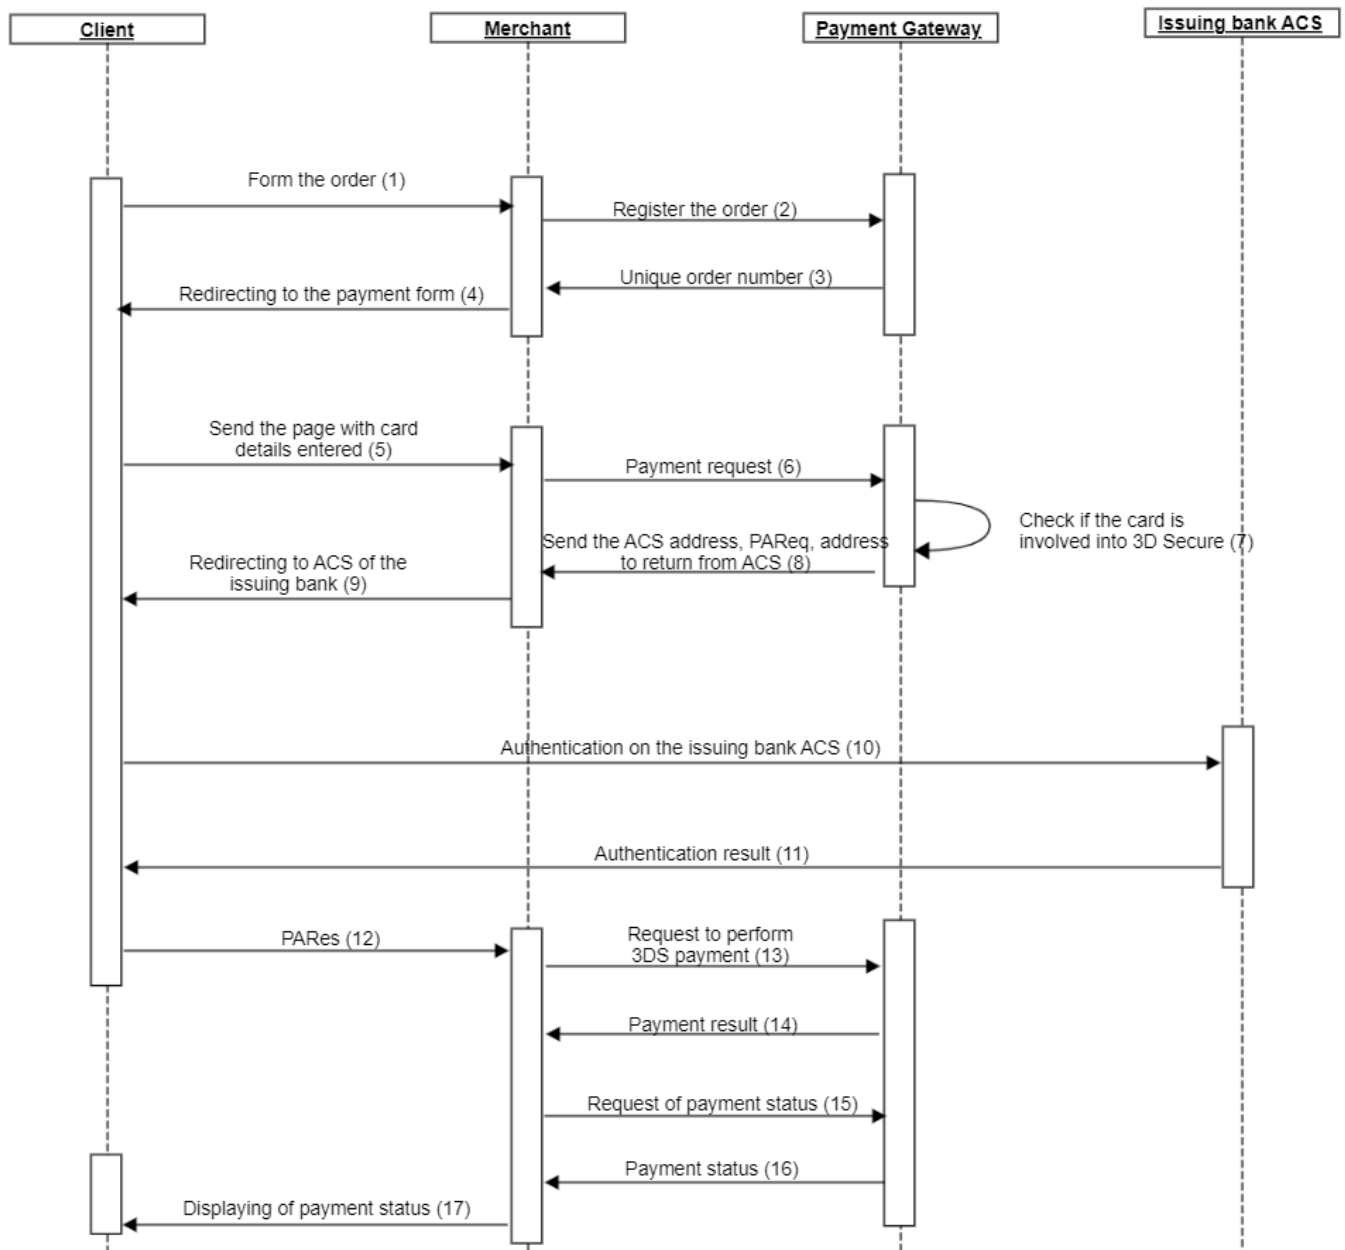 Client
Merchant
Payment Gateway
Issuing bank ACS
Form the order (1)
Register the order (2)
Unique order number (3)
Redirecting to the payment form (4)
Send the page with card
details entered (5)
Payment request (6)
Check if the card is
involved into 3D Secure (7)
Send the ACS address, PAReq, address
to return from ACS (8)
Redirecting to ACS of the
issuing bank (9)
Authentication on the issuing bank ACS (10)
Authentication result (11)
PARes (12)
Request to perform
3DS payment (13)
Payment result (14)
Request of payment status (15)
Payment status (16)
Displaying of payment status (17)